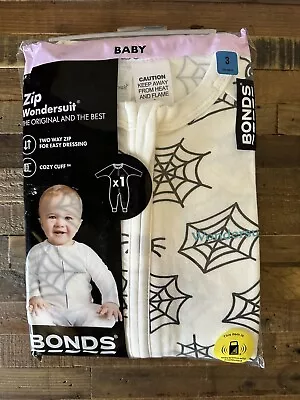 BABY
3
CAUTION
KEEP AWAY
FROM HEAT
AND FLAME
Zip
Wondersuit
THE ORIGINAL AND THE BEST
TWO WAY ZIP
FOR EASY DRESSING
COZY CUFF™
x1
BONDS
BONDS